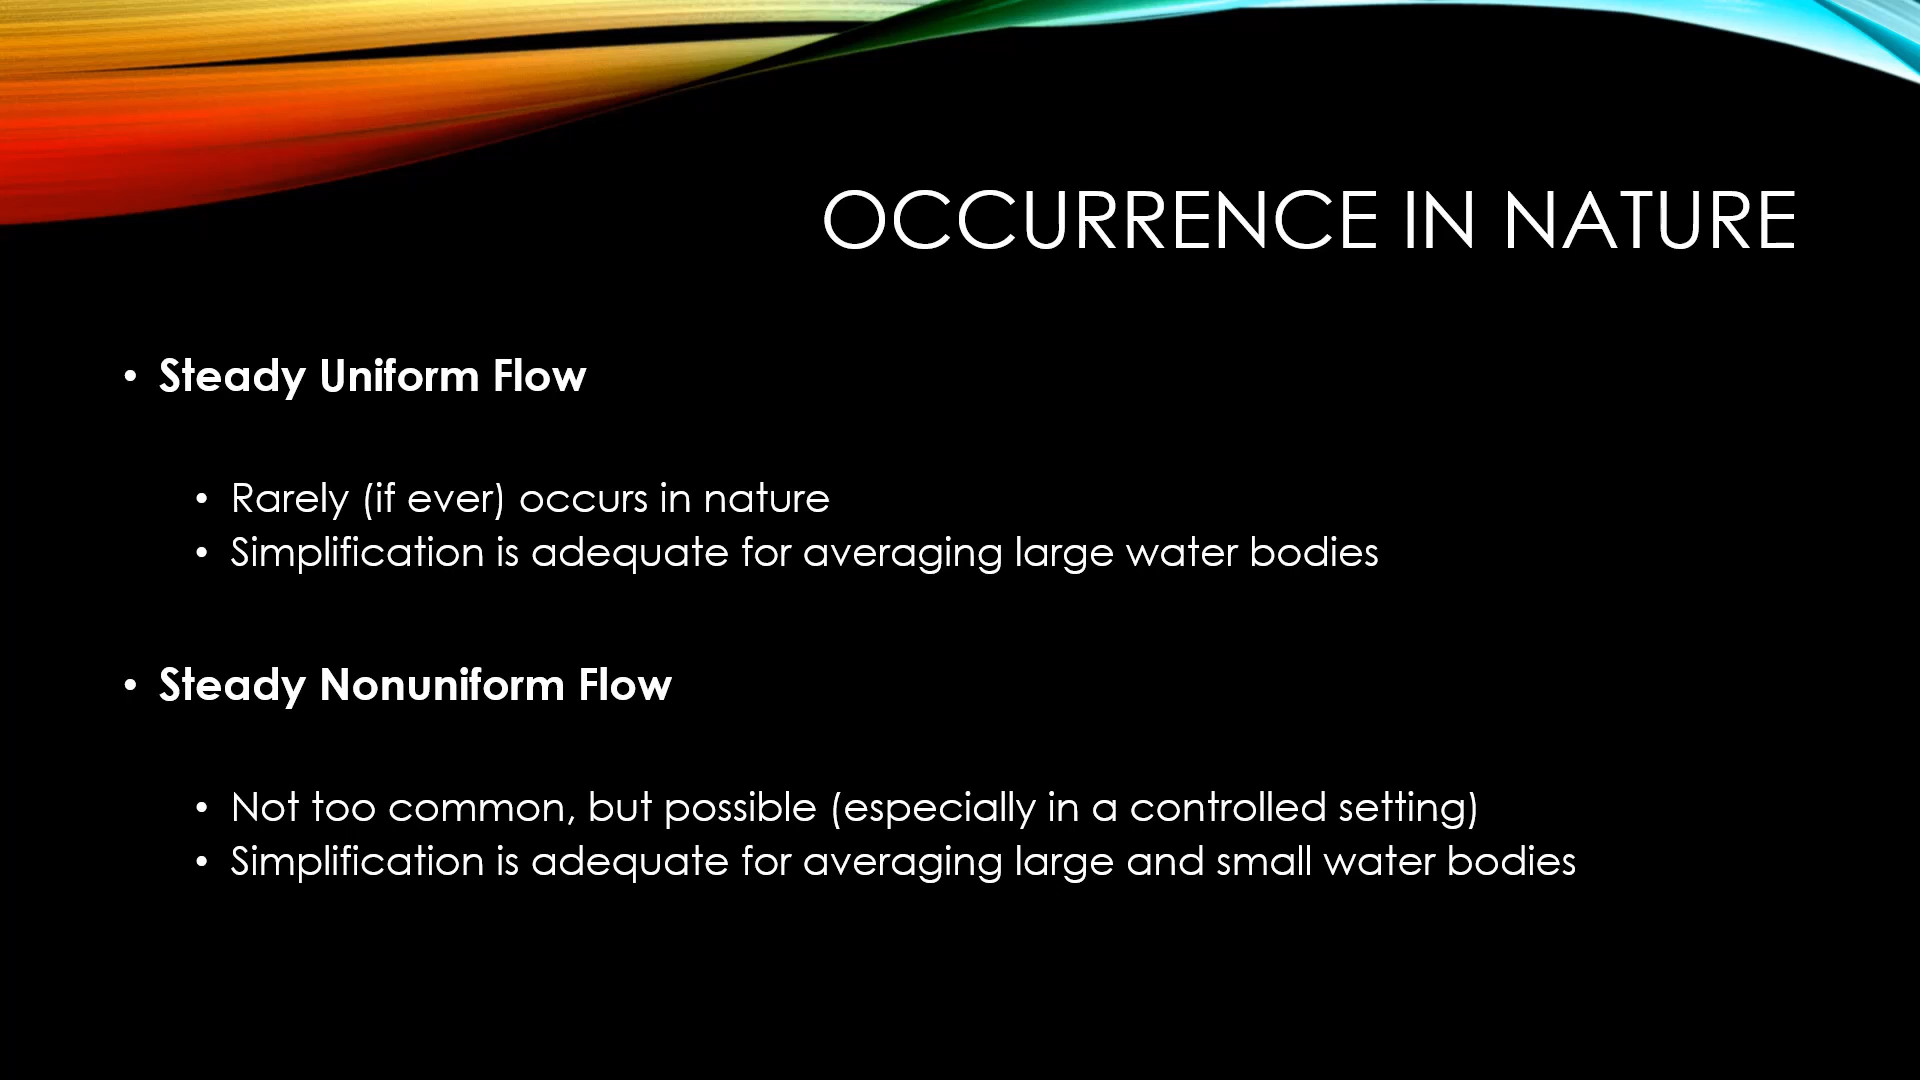 OCCURRENCE IN NATURE
• Steady Uniform Flow
• Rarely (if ever) occurs in nature
• Simplification is adequate for averaging large water bodies
• Steady Nonuniform Flow
• Not too common, but possible (especially in a controlled setting)
• Simplification is adequate for averaging large and small water bodies